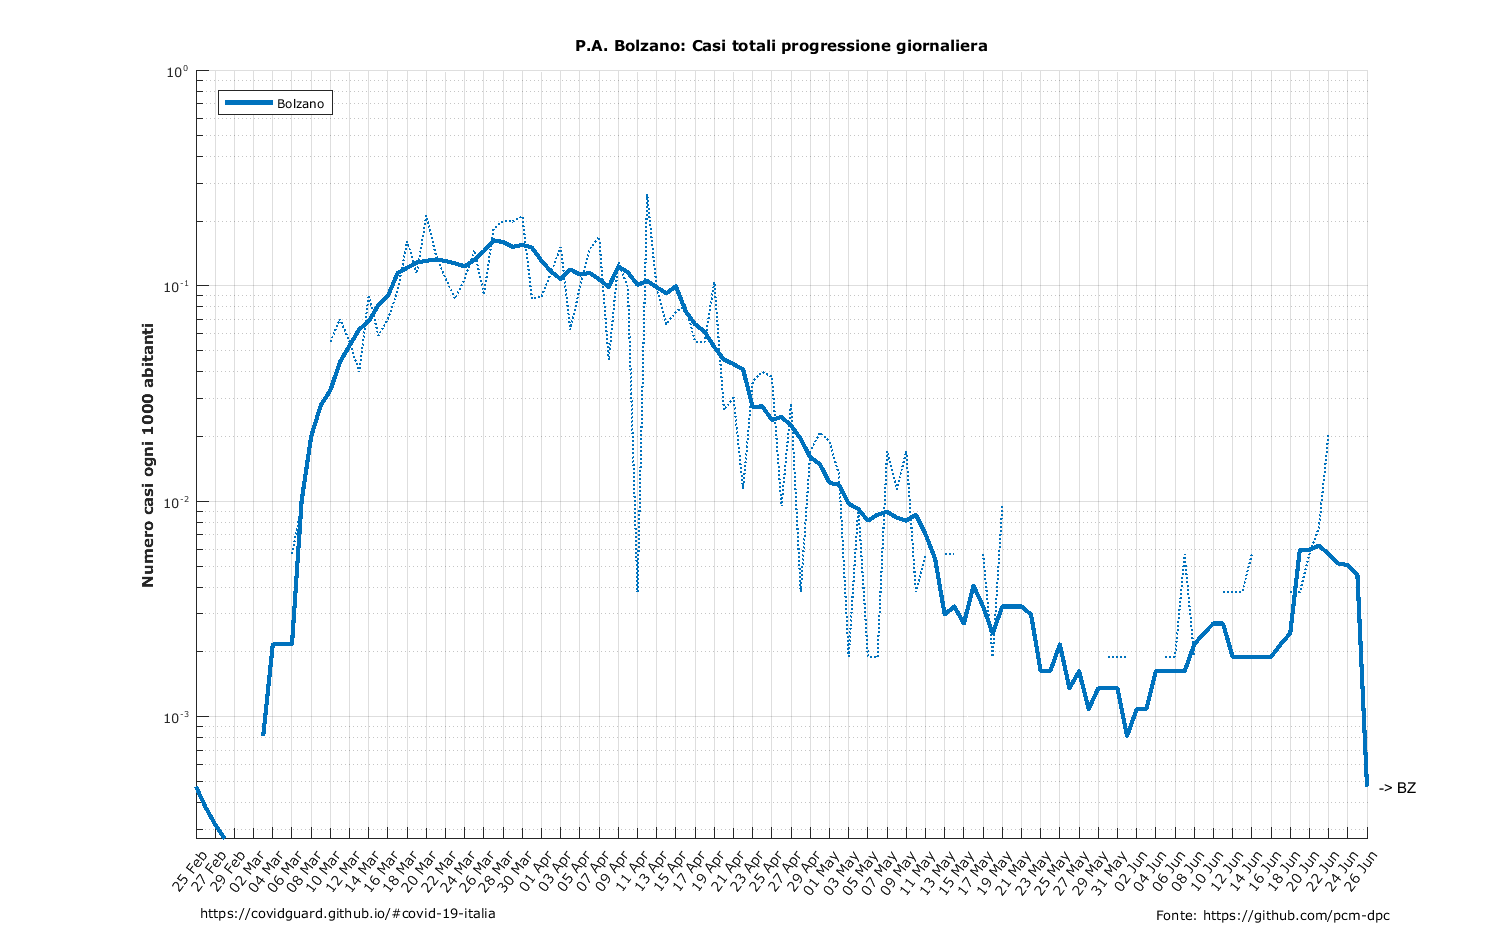 P.A. Bolzano: Casi totali progressione giornaliera
Numero casi ogni 1000 abitanti
10^0
10^-1
10^-2
10^-3
Bolzano
-> BZ
25 Feb
27 Feb
29 Feb
02 Mar
04 Mar
06 Mar
08 Mar
10 Mar
12 Mar
14 Mar
16 Mar
18 Mar
20 Mar
22 Mar
24 Mar
26 Mar
28 Mar
30 Mar
01 Apr
03 Apr
05 Apr
07 Apr
09 Apr
11 Apr
13 Apr
15 Apr
17 Apr
19 Apr
21 Apr
23 Apr
25 Apr
27 Apr
29 Apr
01 May
03 May
05 May
07 May
09 May
11 May
13 May
15 May
17 May
19 May
21 May
23 May
25 May
27 May
29 May
31 May
02 Jun
04 Jun
06 Jun
08 Jun
10 Jun
12 Jun
14 Jun
16 Jun
18 Jun
20 Jun
22 Jun
24 Jun
26 Jun
https://covidguard.github.io/#covid-19-italia
Fonte: https://github.com/pcm-dpc